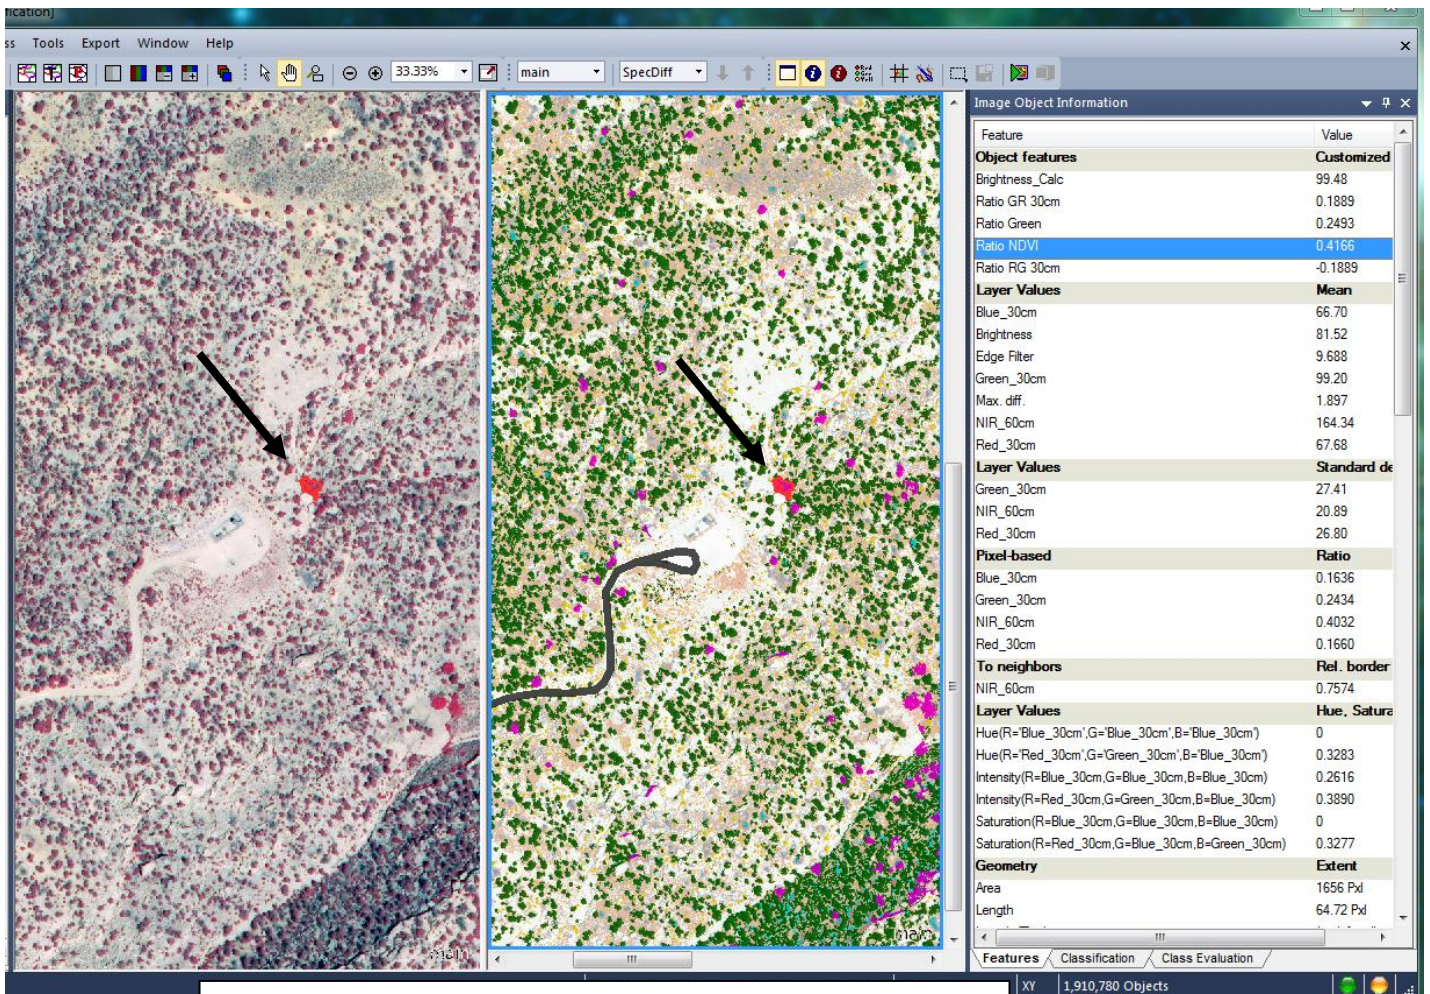 ification]
ss Tools Export Window Help
33.33% main SpecDiff
Image Object Information
Feature Value
Object features Customized
Brightness_Calc 99.48
Ratio GR 30cm 0.1889
Ratio Green 0.2493
Ratio NDVI 0.4166
Ratio RG 30cm -0.1889
Layer Values Mean
Blue_30cm 66.70
Brightness 81.52
Edge Filter 9.688
Green_30cm 99.20
Max. diff. 1.897
NIR_60cm 164.34
Red_30cm 67.68
Layer Values Standard de
Green_30cm 27.41
NIR_60cm 20.89
Red_30cm 26.80
Pixel-based Ratio
Blue_30cm 0.1636
Green_30cm 0.2434
NIR_60cm 0.4032
Red_30cm 0.1660
To neighbors Rel. border
NIR_60cm 0.7574
Layer Values Hue, Satura
Hue(R='Blue_30cm',G='Blue_30cm',B='Blue_30cm') 0
Hue(R='Red_30cm',G='Green_30cm',B='Blue_30cm') 0.3283
Intensity(R=Blue_30cm,G=Blue_30cm,B=Blue_30cm) 0.2616
Intensity(R=Red_30cm,G=Green_30cm,B=Blue_30cm) 0.3890
Saturation(R=Blue_30cm,G=Blue_30cm,B=Blue_30cm) 0
Saturation(R=Red_30cm,G=Blue_30cm,B=Green_30cm) 0.3277
Geometry Extent
Area 1656 Pxl
Length 64.72 Pxl
main main
Features Classification Class Evaluation
XY 1,910,780 Objects